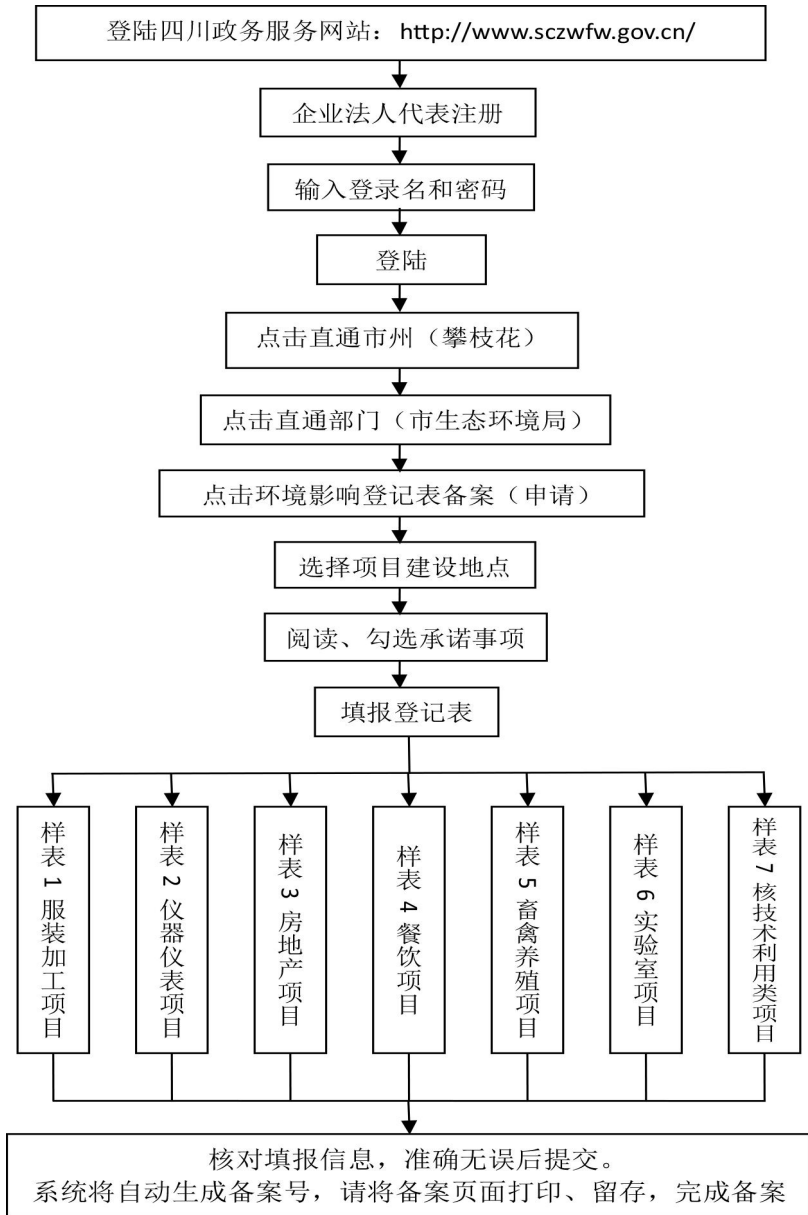 登陆四川政务服务网站：http://www.sczwfw.gov.cn/
企业法人代表注册
输入登录名和密码
登陆
点击直通市州（攀枝花）
点击直通部门（市生态环境局）
点击环境影响登记表备案（申请）
选择项目建设地点
阅读、勾选承诺事项
填报登记表
样表 1 服装加工项目
样表 2 仪器仪表项目
样表 3 房地产项目
样表 4 餐饮项目
样表 5 畜禽养殖项目
样表 6 实验室项目
样表 7 核技术利用类项目
核对填报信息，准确无误后提交。
系统将自动生成备案号，请将备案页面打印、留存，完成备案